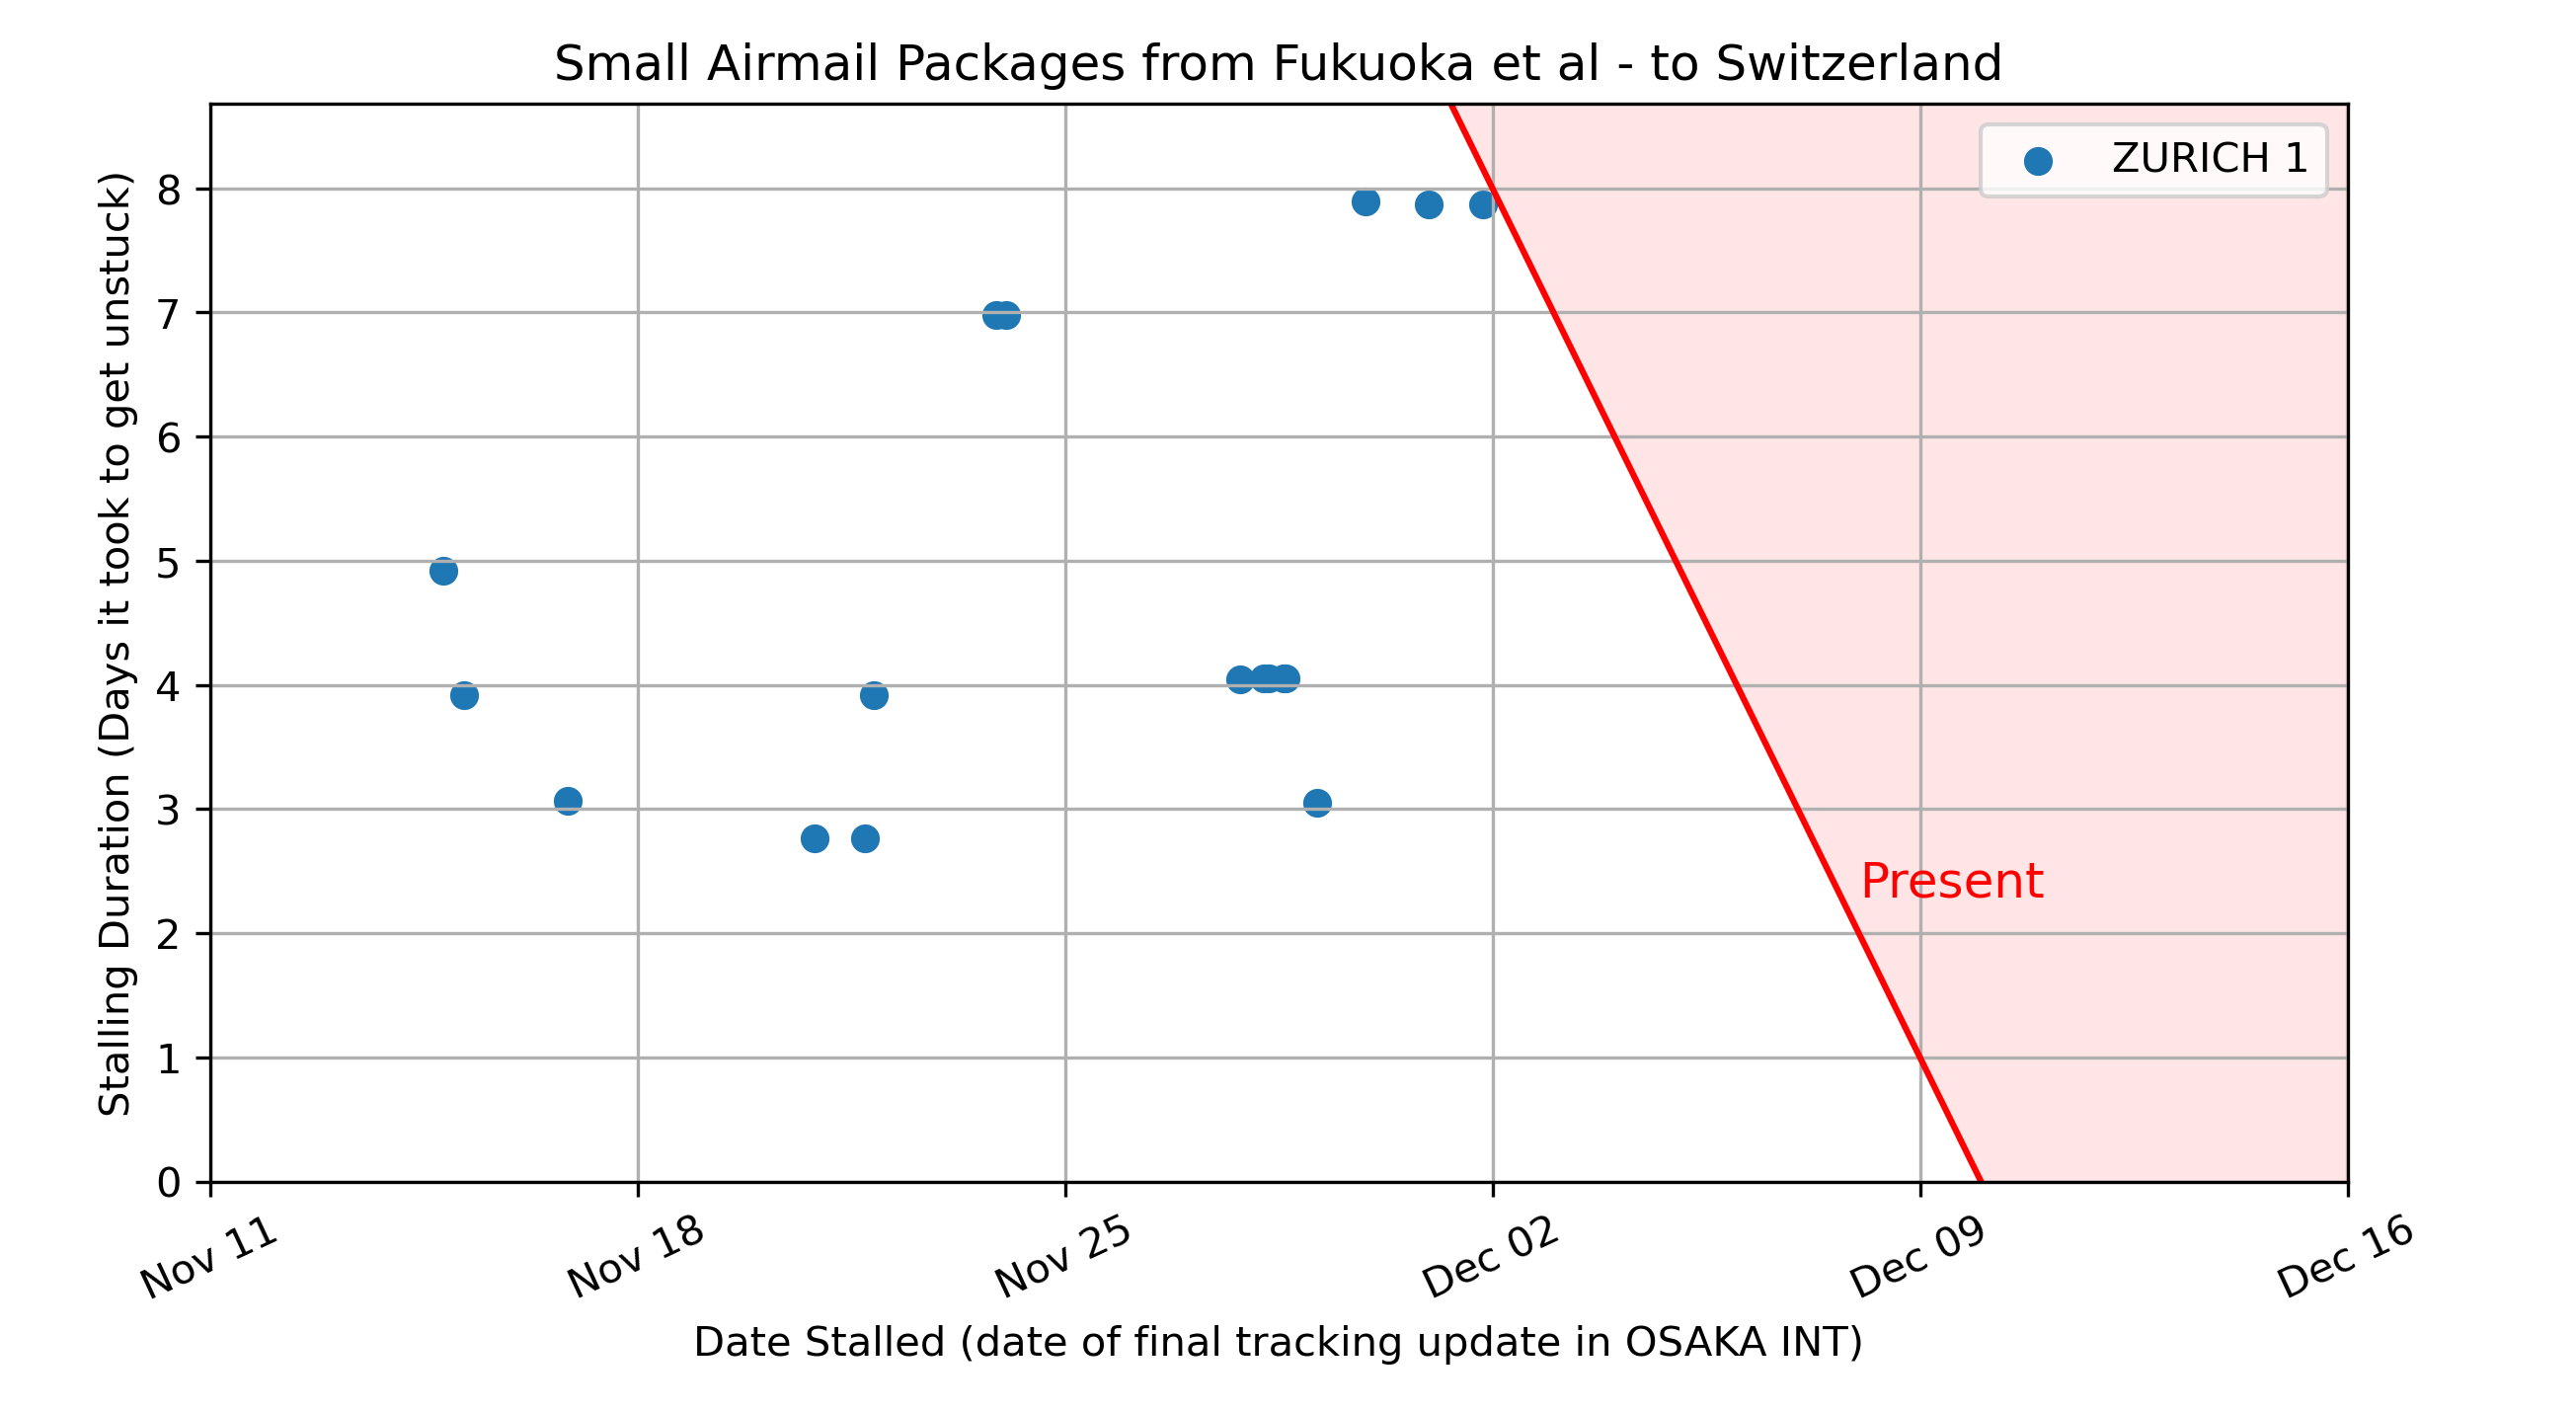 Small Airmail Packages from Fukuoka et al - to Switzerland
ZURICH 1
Stalling Duration (Days it took to get unstuck)
8
7
6
5
4
3
2
1
0
Present
Nov 11
Nov 18
Nov 25
Dec 02
Dec 09
Dec 16
Date Stalled (date of final tracking update in OSAKA INT)